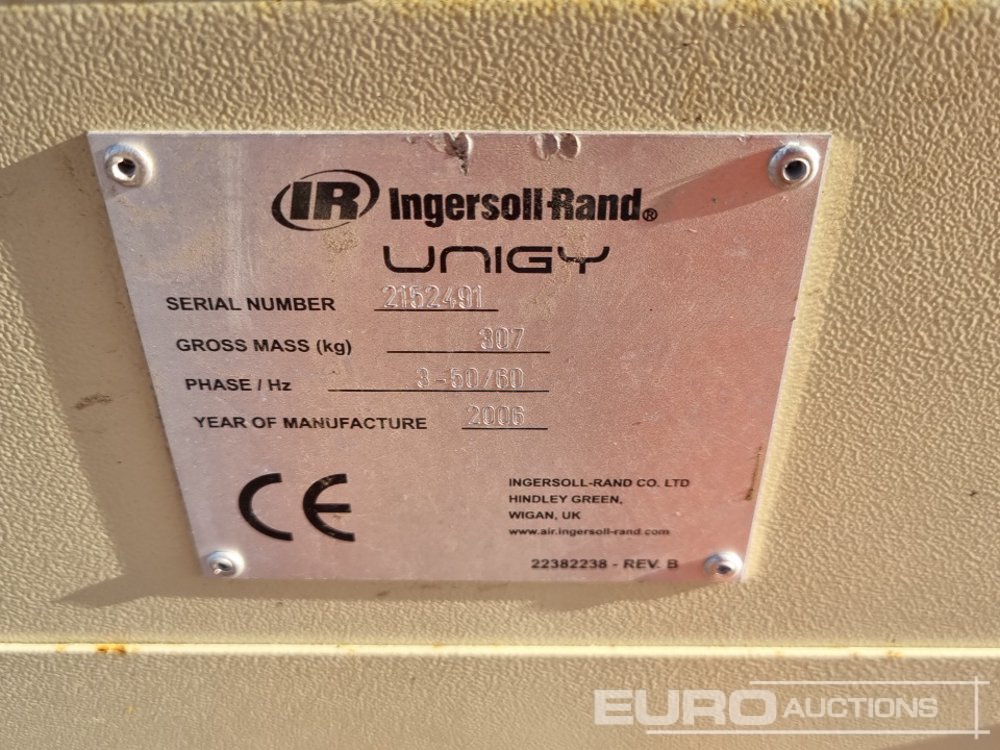 IR Ingersoll-Rand®
UNIGY
SERIAL NUMBER 2152491
GROSS MASS (kg) 307
PHASE / Hz 3-50/60
YEAR OF MANUFACTURE 2006
CE
INGERSOLL-RAND CO. LTD
HINDLEY GREEN,
WIGAN, UK
www.air.ingersoll-rand.com
22382238 - REV. B
EURO AUCTIONS